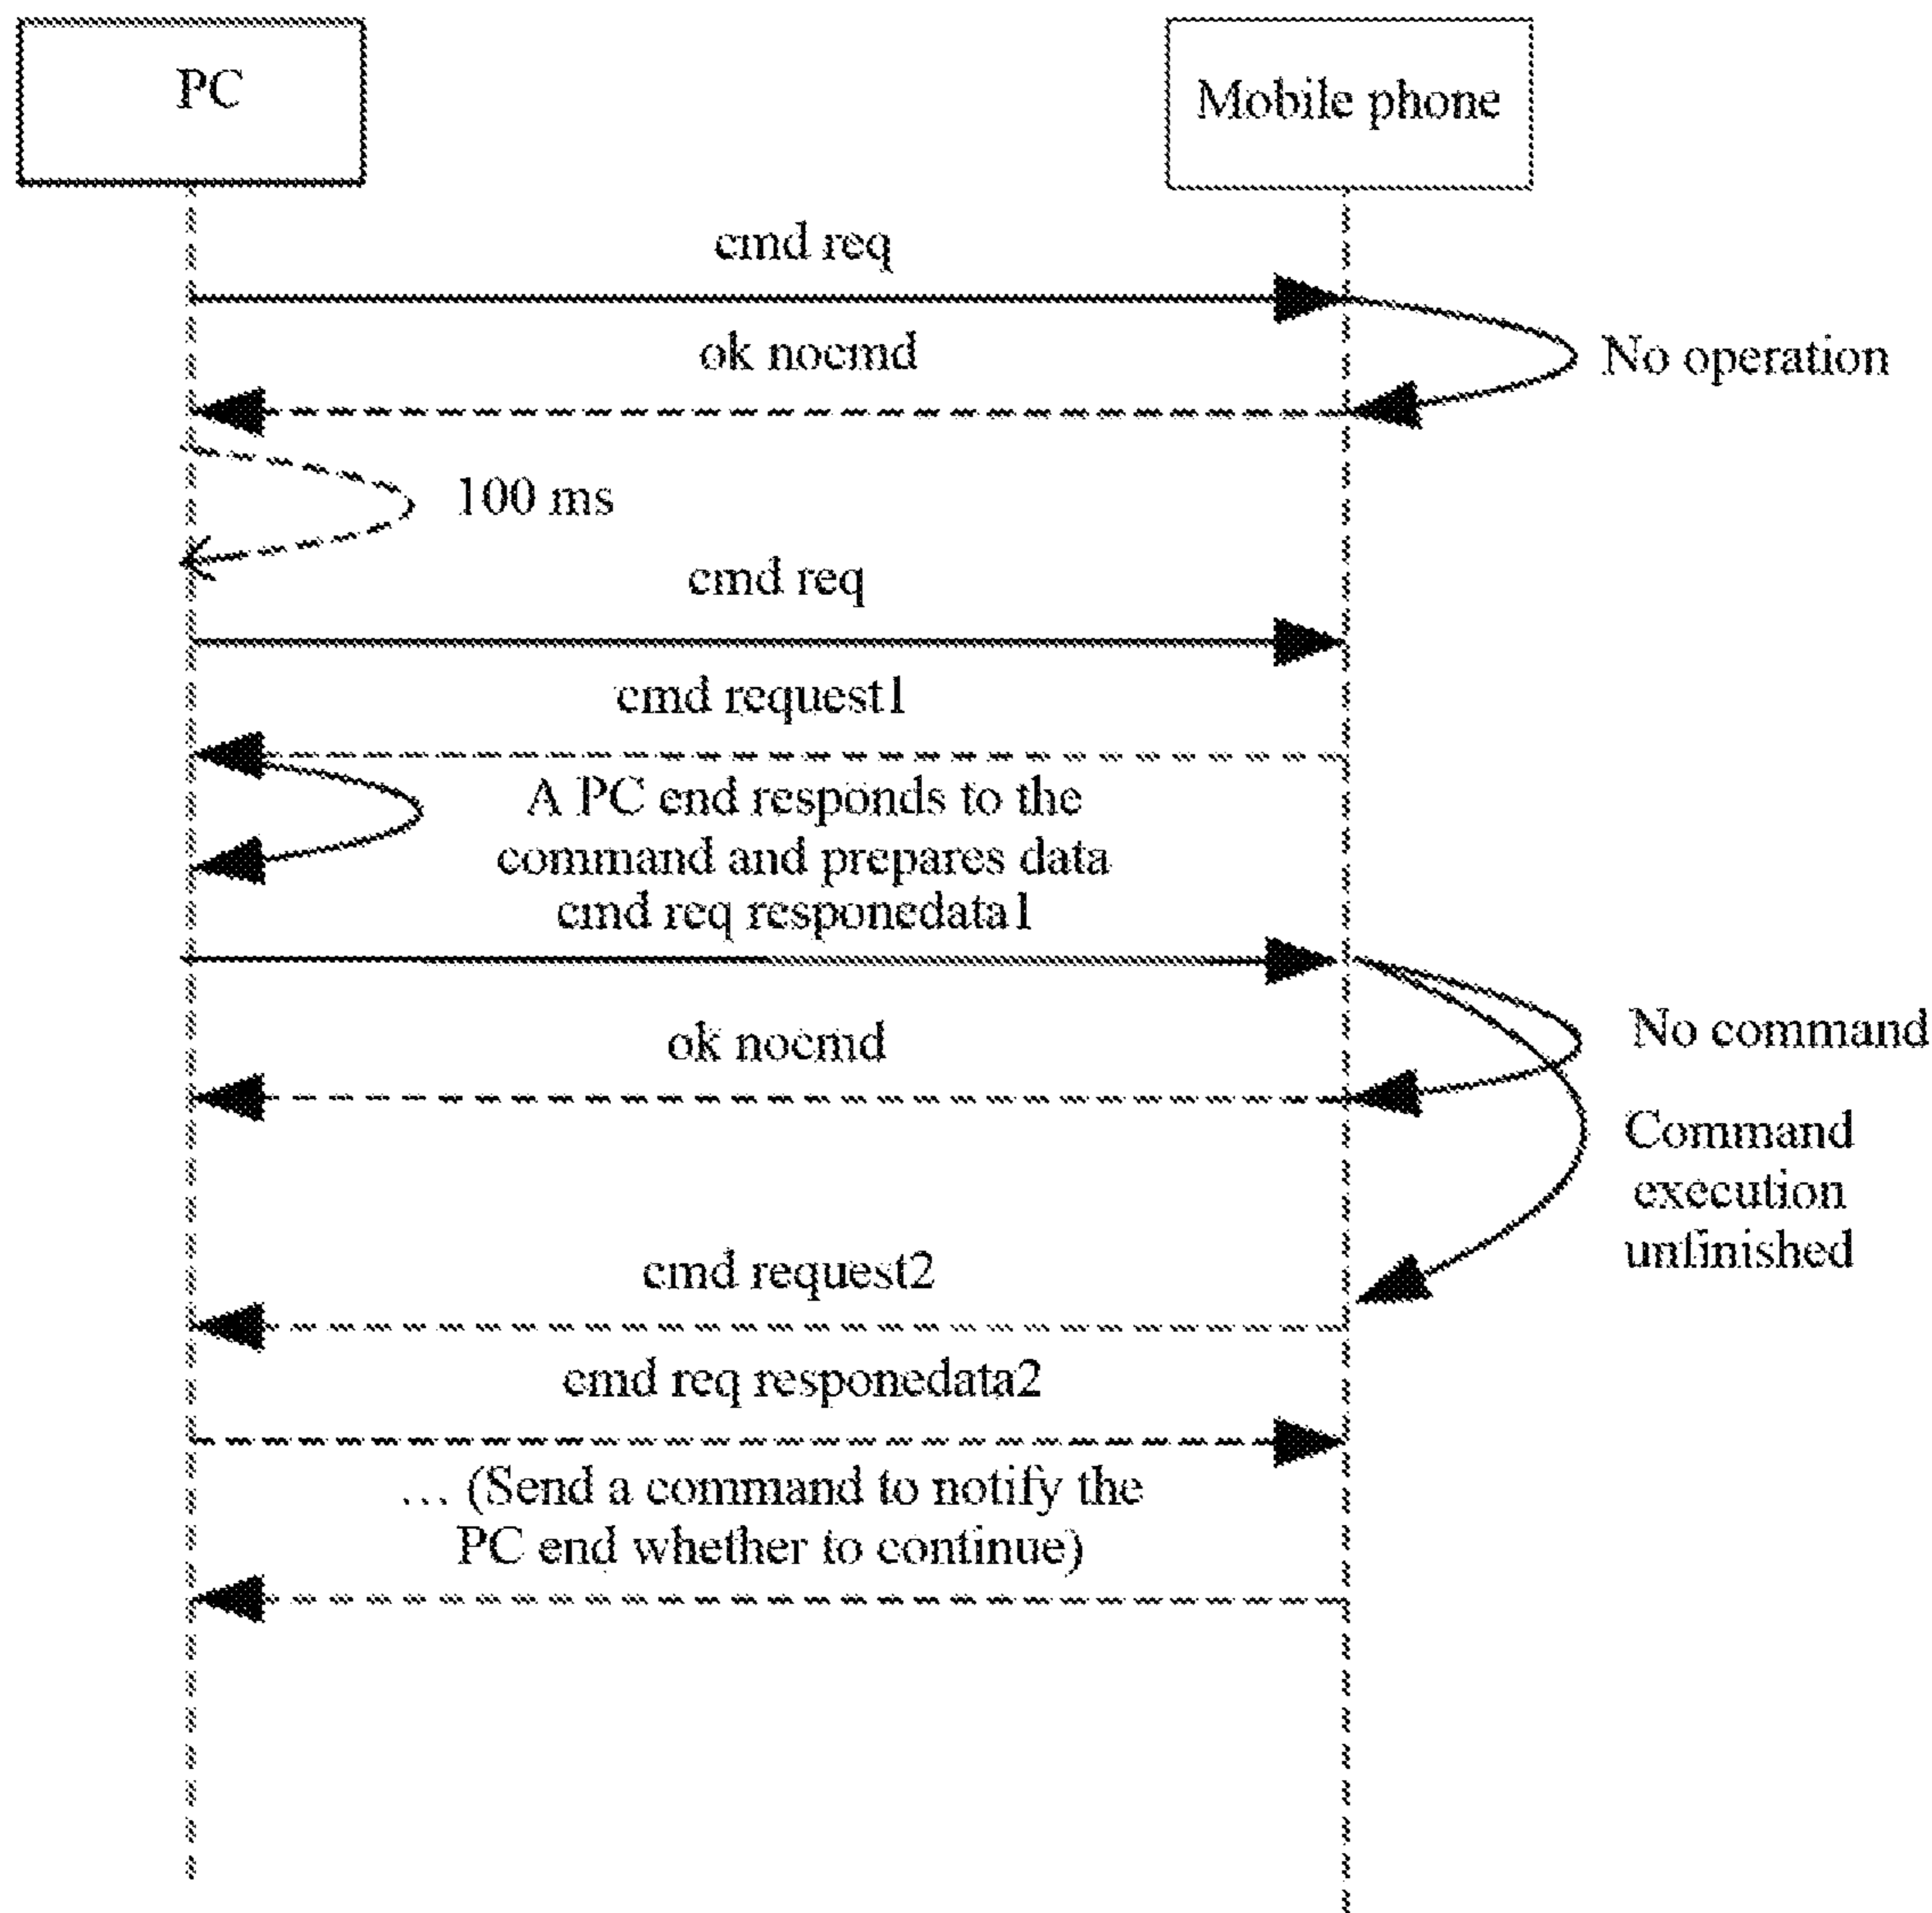 PC
Mobile phone
cmd req
ok nocmd
No operation
100 ms
cmd req
cmd request1
A PC end responds to the
command and prepares data
cmd req responedata1
ok nocmd
No command
Command
execution
unfinished
cmd request2
cmd req responedata2
... (Send a command to notify the
PC end whether to continue)